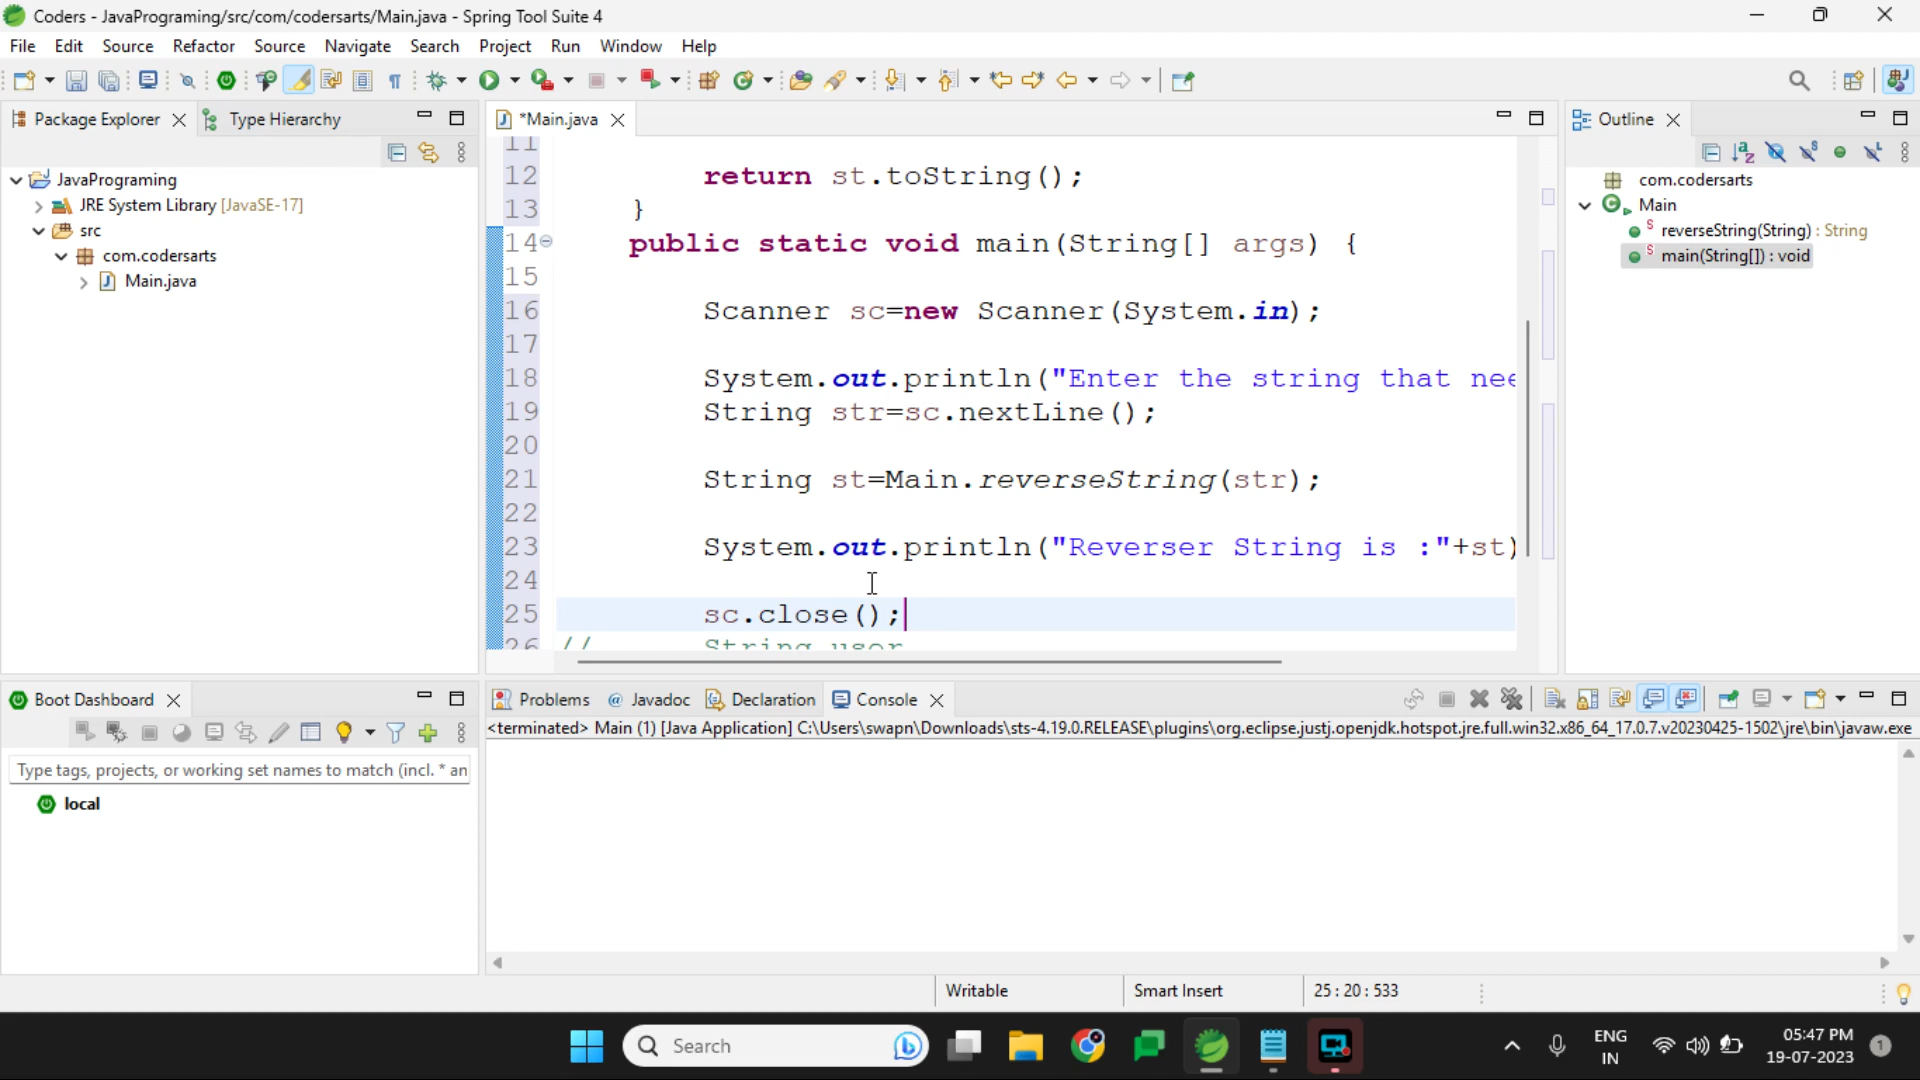 Coders - JavaPrograming/src/com/codersarts/Main.java - Spring Tool Suite 4
File Edit Source Refactor Source Navigate Search Project Run Window Help
Package Explorer
Type Hierarchy
JavaPrograming
JRE System Library [JavaSE-17]
src
com.codersarts
Main.java
*Main.java
11
12 return st.toString();
13 }
14 public static void main(String[] args) {
15
16 Scanner sc=new Scanner(System.in);
17
18 System.out.println("Enter the string that nee
19 String str=sc.nextLine();
20
21 String st=Main.reverseString(str);
22
23 System.out.println("Reverser String is :"+st)
24
25 sc.close();
26 // String user
Outline
com.codersarts
Main
reverseString(String) : String
main(String[]) : void
Boot Dashboard
Type tags, projects, or working set names to match (incl. * an
local
Problems @ Javadoc Declaration Console
<terminated> Main (1) [Java Application] C:\Users\swapn\Downloads\sts-4.19.0.RELEASE\plugins\org.eclipse.justj.openjdk.hotspot.jre.full.win32.x86_64_17.0.7.v20230425-1502\jre\bin\javaw.exe
Writable Smart Insert 25 : 20 : 533
Search
ENG
IN
05:47 PM
19-07-2023
1